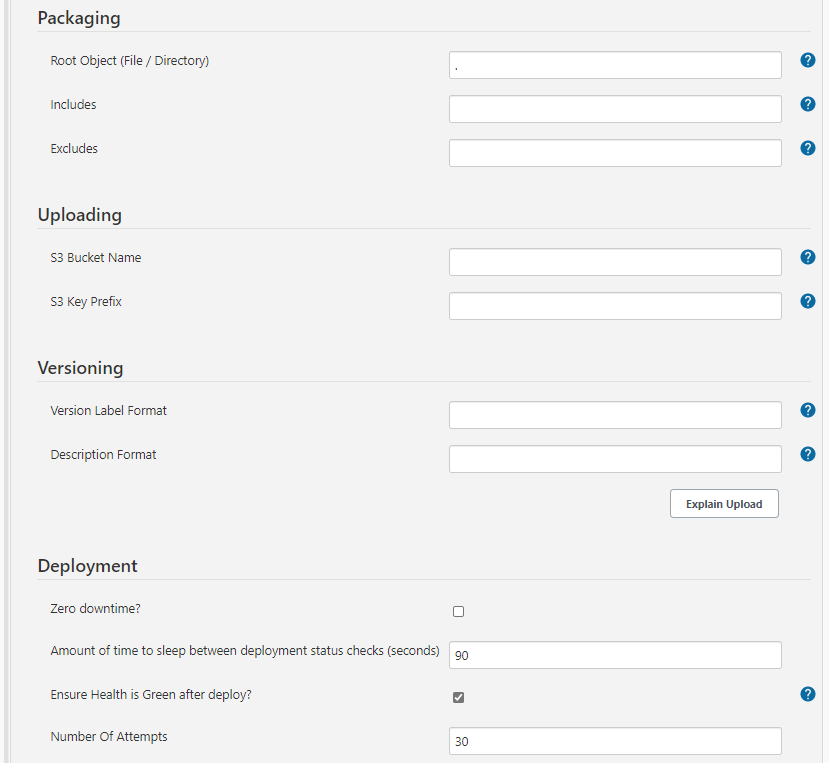 Packaging
Root Object (File / Directory)
.
?
Includes
?
Excludes
?
Uploading
S3 Bucket Name
?
S3 Key Prefix
?
Versioning
Version Label Format
?
Description Format
?
Explain Upload
Deployment
Zero downtime?
Amount of time to sleep between deployment status checks (seconds)
90
Ensure Health is Green after deploy?
?
Number Of Attempts
30